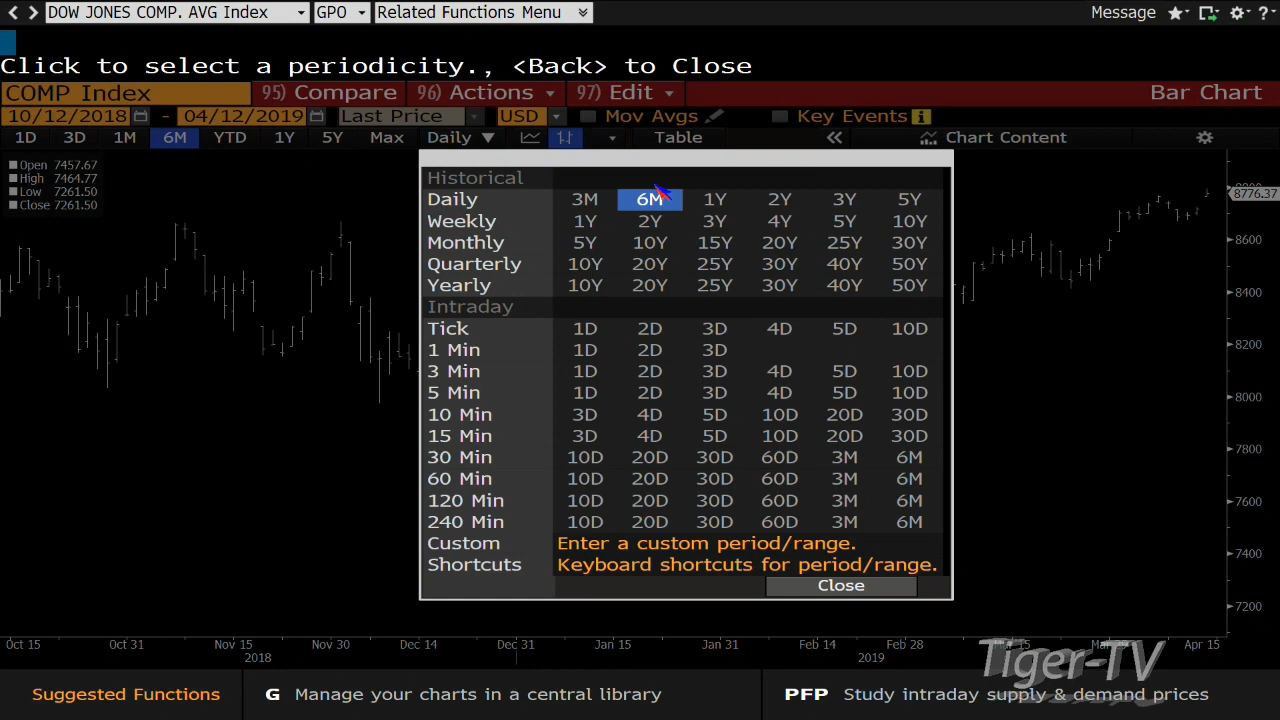 DOW JONES COMP. AVG Index GPO Related Functions Menu Message ?
Click to select a periodicity., <Back> to Close
COMP Index 95) Compare 96) Actions 97) Edit Bar Chart
10/12/2018 - 04/12/2019 Last Price USD Mov Avgs Key Events i
1D 3D 1M 6M YTD 1Y 5Y Max Daily Table « Chart Content
Open 7457.67
High 7464.77
Low 7261.50
Close 7261.50
Historical
Daily 3M 6M 1Y 2Y 3Y 5Y
Weekly 1Y 2Y 3Y 4Y 5Y 10Y
Monthly 5Y 10Y 15Y 20Y 25Y 30Y
Quarterly 10Y 20Y 25Y 30Y 40Y 50Y
Yearly 10Y 20Y 25Y 30Y 40Y 50Y
Intraday
Tick 1D 2D 3D 4D 5D 10D
1 Min 1D 2D 3D
3 Min 1D 2D 3D 4D 5D 10D
5 Min 1D 2D 3D 4D 5D 10D
10 Min 3D 4D 5D 10D 20D 30D
15 Min 3D 4D 5D 10D 20D 30D
30 Min 10D 20D 30D 60D 3M 6M
60 Min 10D 20D 30D 60D 3M 6M
120 Min 10D 20D 30D 60D 3M 6M
240 Min 10D 20D 30D 60D 3M 6M
Custom Enter a custom period/range.
Shortcuts Keyboard shortcuts for period/range.
Close
8776.37
8600
8400
8200
8000
7800
7600
7400
7200
Oct 15 Oct 31 Nov 15 Nov 30 Dec 14 Dec 31 Jan 15 Jan 31 Feb 14 Feb 28 Apr 15
2018 2019
Tiger-TV
Suggested Functions G Manage your charts in a central library PFP Study intraday supply & demand prices